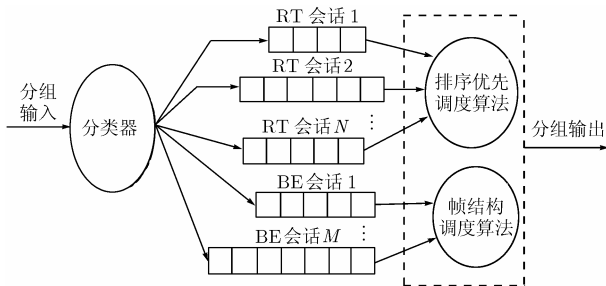 RT 会话 1
RT 会话2
RT 会话N
BE会话 1
BE 会话M
分组
输入
分类器
排序优先
调度算法
帧结构
调度算法
分组输出